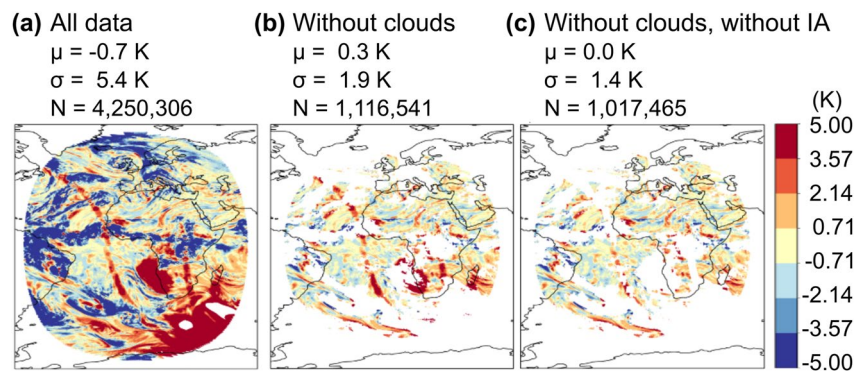 (a) All data
μ = -0.7 K
σ = 5.4 K
N = 4,250,306
(b) Without clouds
μ = 0.3 K
σ = 1.9 K
N = 1,116,541
(c) Without clouds, without IA
μ = 0.0 K
σ = 1.4 K
N = 1,017,465
(K)
5.00
3.57
2.14
0.71
-0.71
-2.14
-3.57
-5.00